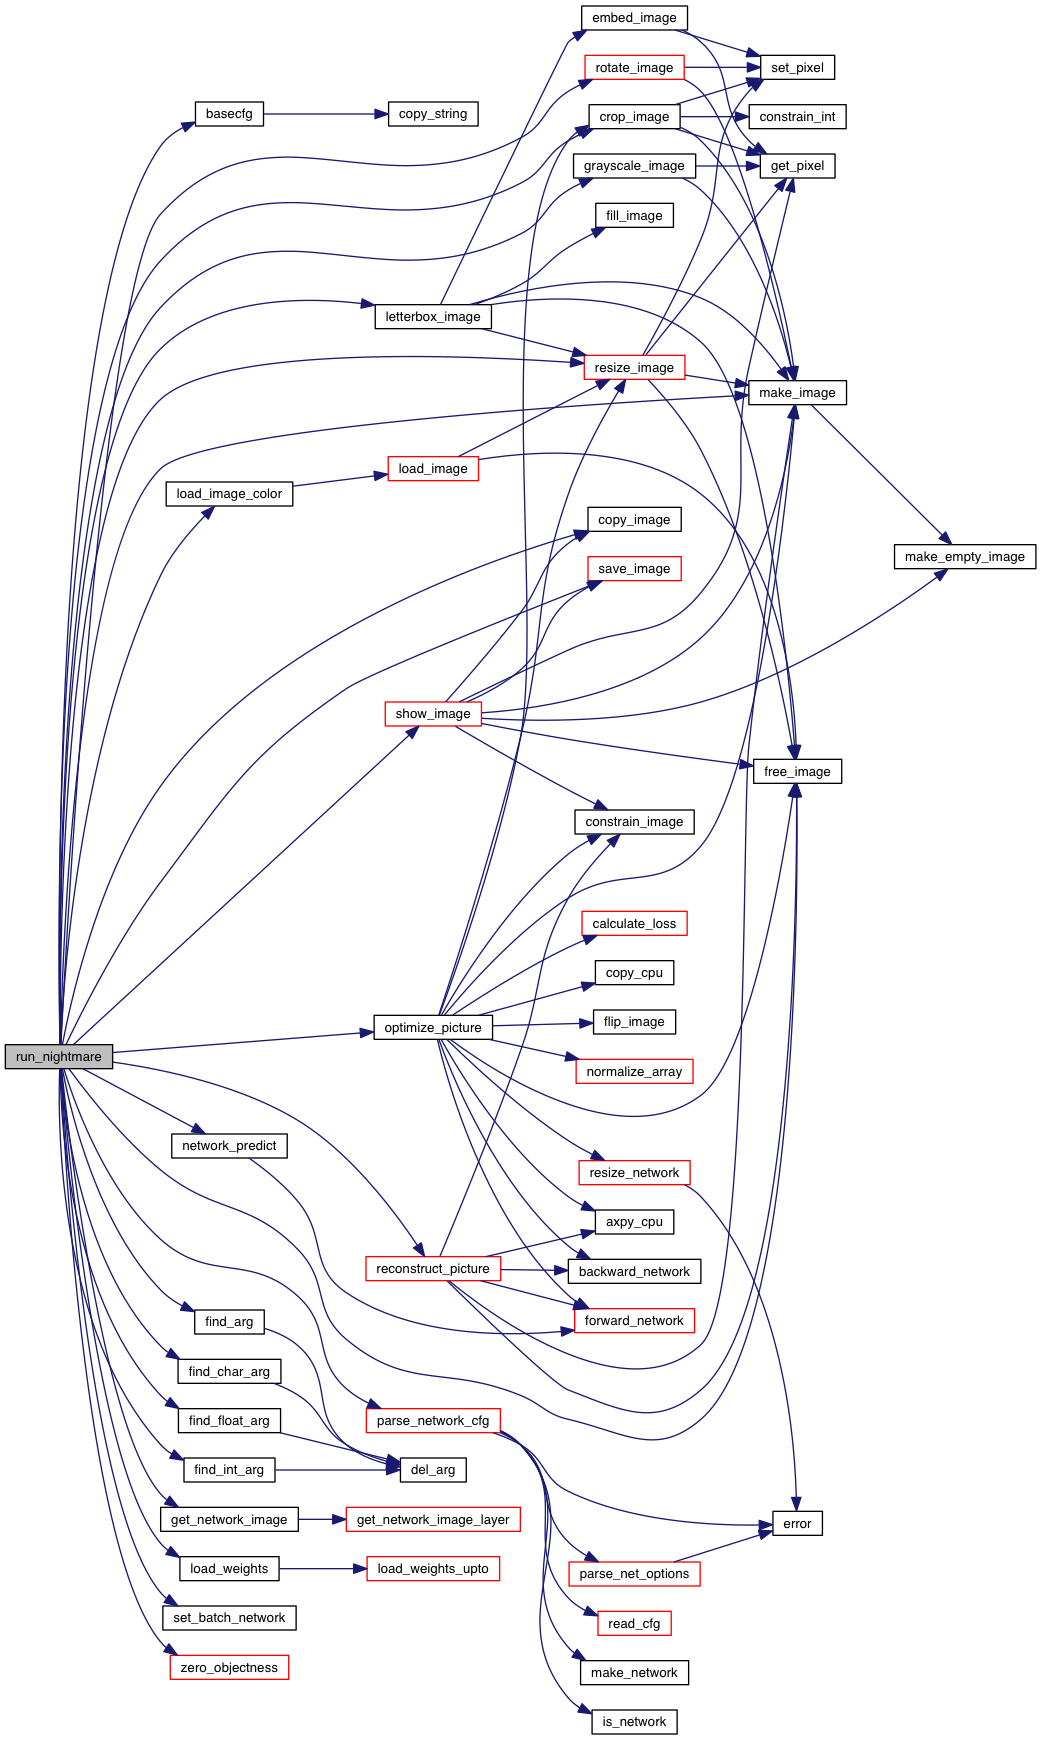 embed_image
rotate_image
set_pixel
basecfg
copy_string
crop_image
constrain_int
grayscale_image
get_pixel
fill_image
letterbox_image
resize_image
make_image
load_image
load_image_color
copy_image
make_empty_image
save_image
show_image
free_image
constrain_image
calculate_loss
copy_cpu
optimize_picture
flip_image
run_nightmare
normalize_array
network_predict
resize_network
axpy_cpu
reconstruct_picture
backward_network
find_arg
forward_network
find_char_arg
find_float_arg
parse_network_cfg
find_int_arg
del_arg
get_network_image
get_network_image_layer
error
load_weights
load_weights_upto
parse_net_options
set_batch_network
read_cfg
zero_objectness
make_network
is_network